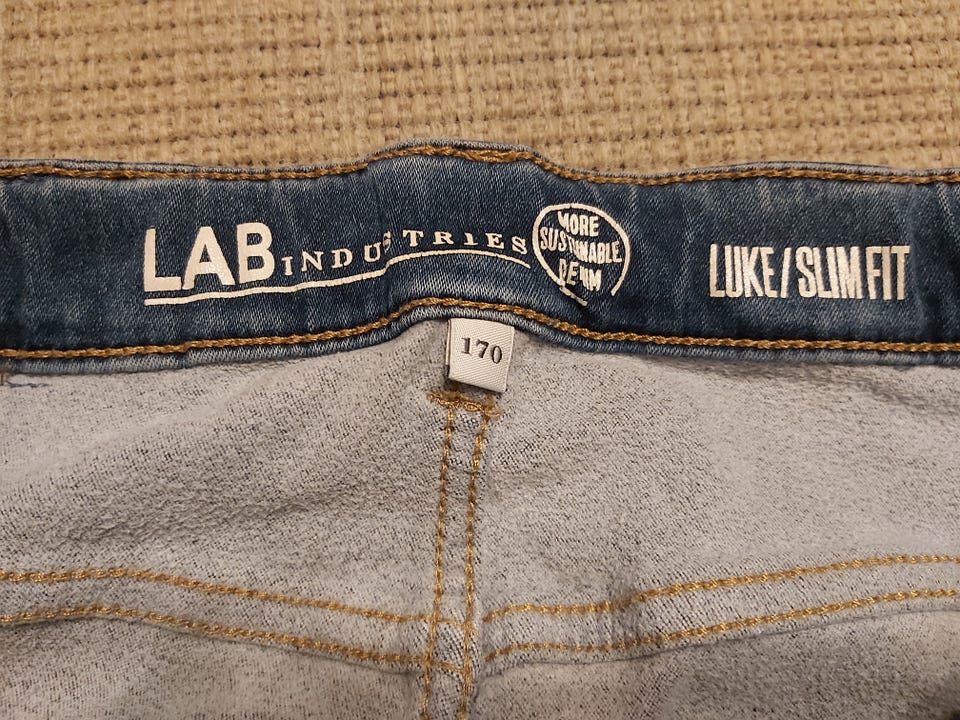 LAB INDUSTRIES
MORE
SUSTAINABLE
DENIM
LUKE/SLIM FIT
170